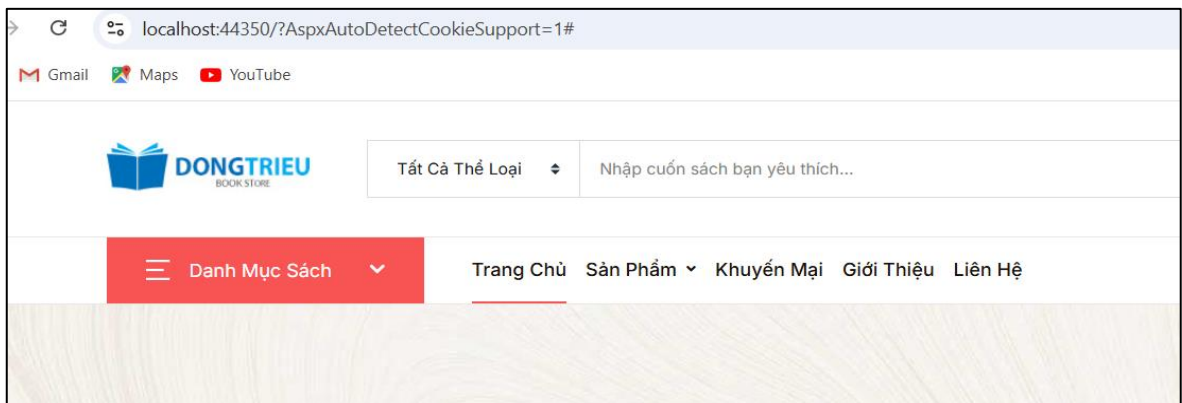 localhost:44350/?AspxAutoDetectCookieSupport=1#
Gmail Maps YouTube
DONGTRIEU
BOOK STORE
Tất Cả Thể Loại Nhập cuốn sách bạn yêu thích...
Danh Mục Sách Trang Chủ Sản Phẩm Khuyến Mại Giới Thiệu Liên Hệ